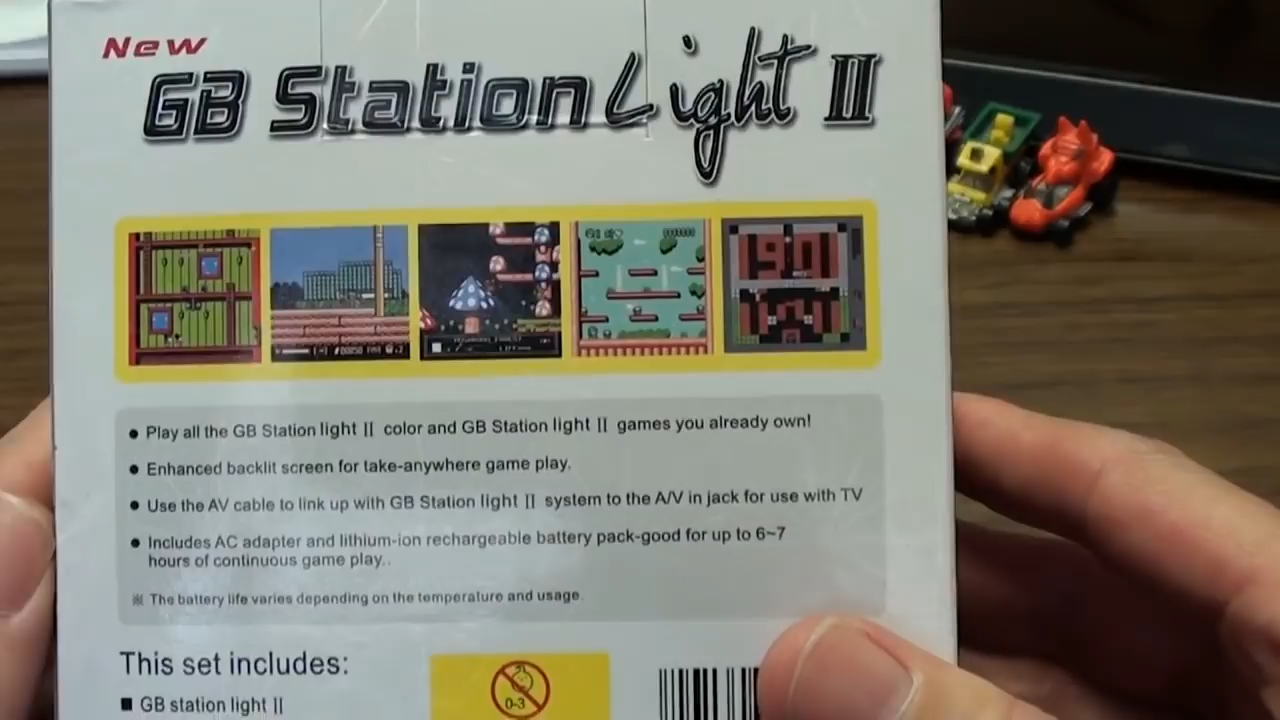 New
GB Station Light II
● Play all the GB Station light II color and GB Station light II games you already own!
● Enhanced backlit screen for take-anywhere game play.
● Use the AV cable to link up with GB Station light II system to the A/V in jack for use with TV
● Includes AC adapter and lithium-ion rechargeable battery pack-good for up to 6~7
hours of continuous game play..
※ The battery life varies depending on the temperature and usage.
This set includes:
■ GB station light II
0-3